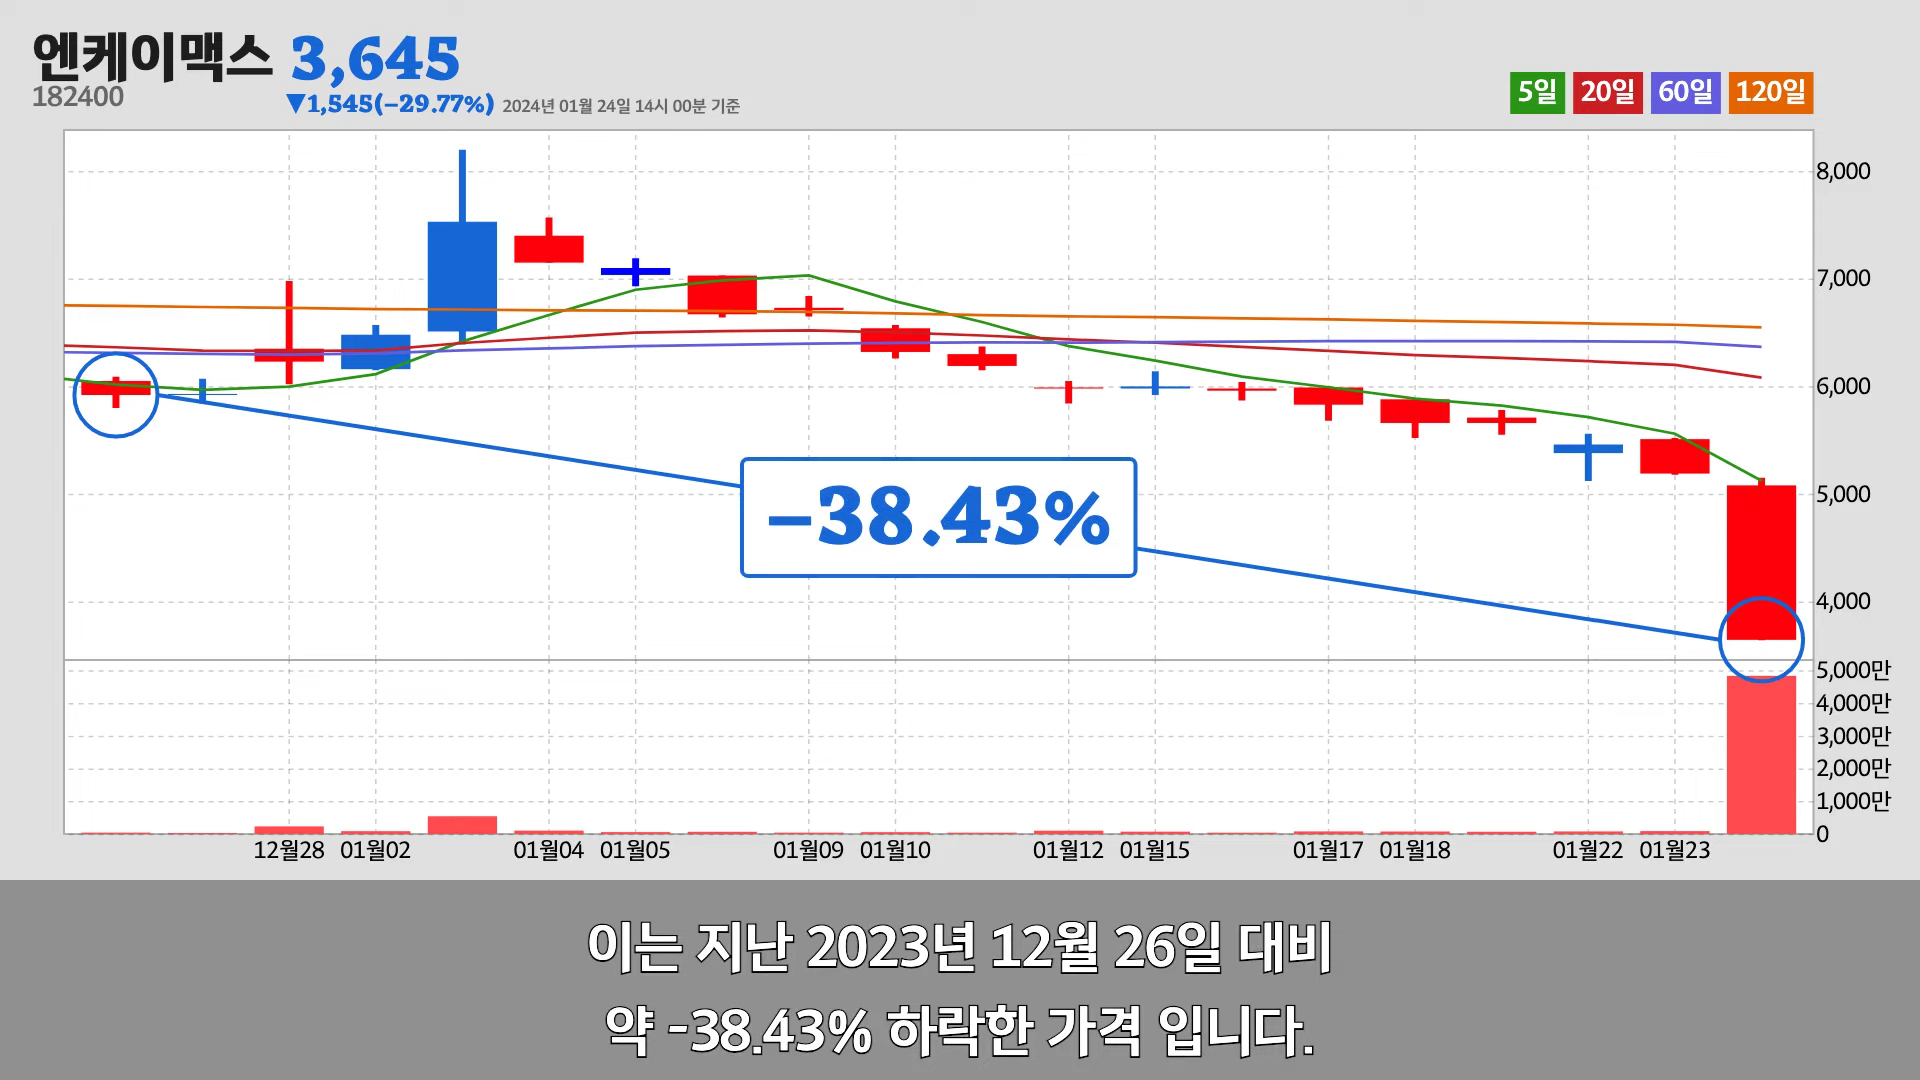 엔케이맥스 3,645
182400
▼1,545(−29.77%) 2024년 01월 24일 14시 00분 기준
5일 20일 60일 120일
8,000
7,000
6,000
5,000
4,000
−38.43%
5,000만
4,000만
3,000만
2,000만
1,000만
0
12월28 01월02 01월04 01월05 01월09 01월10 01월12 01월15 01월17 01월18 01월22 01월23
이는 지난 2023년 12월 26일 대비
약 -38.43% 하락한 가격 입니다.